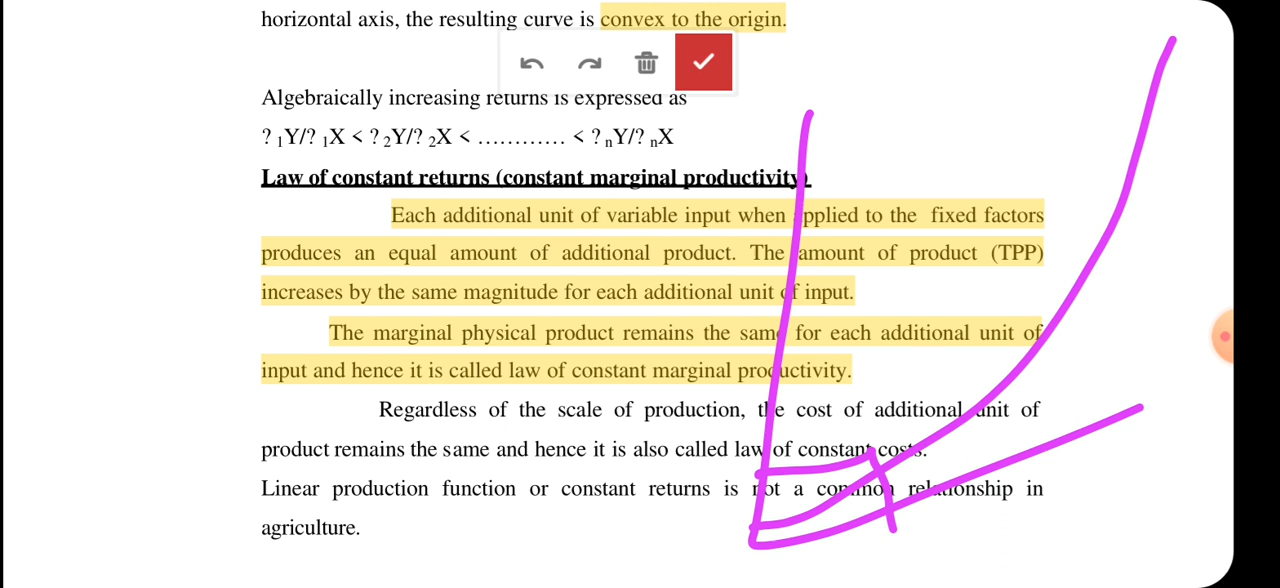 horizontal axis, the resulting curve is convex to the origin.
Algebraically increasing returns is expressed as
? 1Y/? 1X < ? 2Y/? 2X < ………… < ? nY/? nX
Law of constant returns (constant marginal productivity)
Each additional unit of variable input when applied to the fixed factors
produces an equal amount of additional product. The amount of product (TPP)
increases by the same magnitude for each additional unit of input.
The marginal physical product remains the same for each additional unit of
input and hence it is called law of constant marginal productivity.
Regardless of the scale of production, the cost of additional unit of
product remains the same and hence it is also called law of constant costs.
Linear production function or constant returns is not a common relationship in
agriculture.